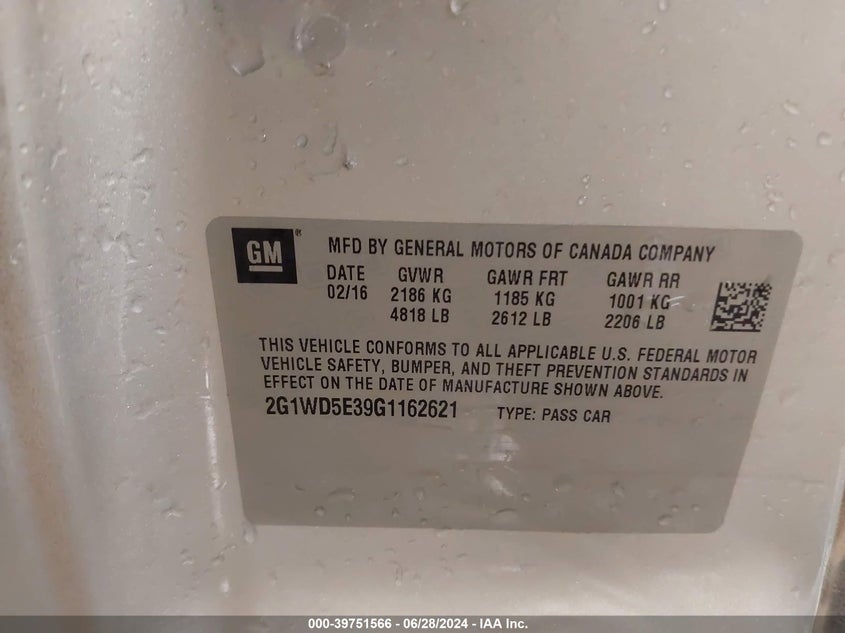 GM ® MFD BY GENERAL MOTORS OF CANADA COMPANY
DATE GVWR GAWR FRT GAWR RR
02/16 2186 KG 1185 KG 1001 KG
4818 LB 2612 LB 2206 LB
THIS VEHICLE CONFORMS TO ALL APPLICABLE U.S. FEDERAL MOTOR
VEHICLE SAFETY, BUMPER, AND THEFT PREVENTION STANDARDS IN
EFFECT ON THE DATE OF MANUFACTURE SHOWN ABOVE.
2G1WD5E39G1162621 TYPE: PASS CAR
000-39751566 - 06/28/2024 - IAA Inc.